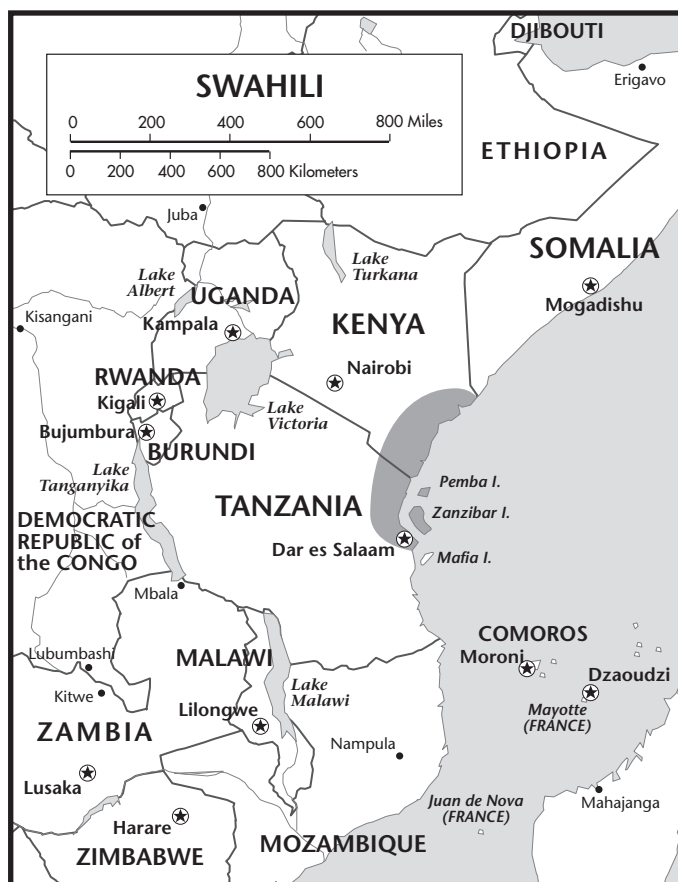 DJIBOUTI
Erigavo
SWAHILI
0 200 400 600 800 Miles
0 200 400 600 800 Kilometers
ETHIOPIA
Juba
SOMALIA
Lake
Turkana
Lake
Albert
UGANDA
Mogadishu
Kisangani
Kampala
KENYA
Nairobi
RWANDA
Kigali
Lake
Victoria
Bujumbura
BURUNDI
Lake
Tanganyika
Pemba I.
TANZANIA
Zanzibar I.
DEMOCRATIC
REPUBLIC of
the CONGO
Dar es Salaam
Mafia I.
Mbala
COMOROS
Moroni
Lubumbashi
MALAWI
Dzaoudzi
Kitwe
Lake
Malawi
Lilongwe
Mayotte
(FRANCE)
ZAMBIA
Nampula
Lusaka
Juan de Nova
(FRANCE)
Mahajanga
Harare
MOZAMBIQUE
ZIMBABWE